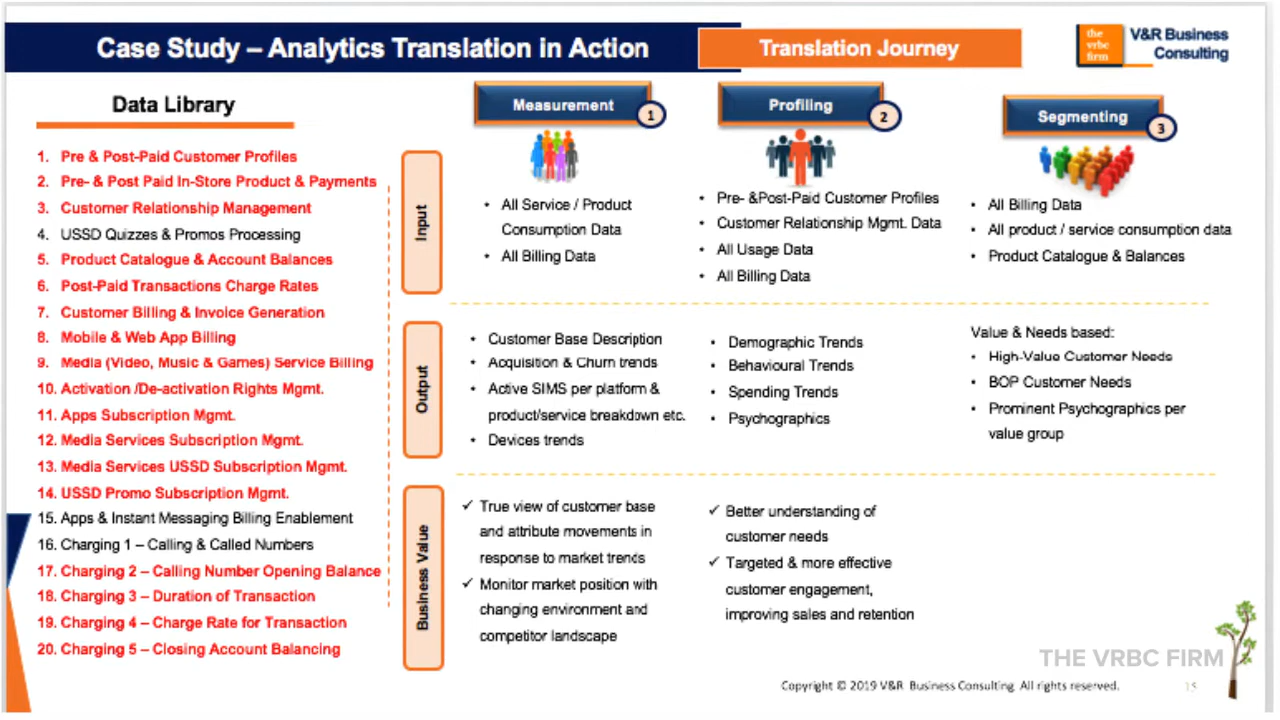 Case Study – Analytics Translation in Action
Translation Journey
the
vrbc
firm
V&R Business
Consulting
Data Library
1. Pre & Post-Paid Customer Profiles
2. Pre- & Post Paid In-Store Product & Payments
3. Customer Relationship Management
4. USSD Quizzes & Promos Processing
5. Product Catalogue & Account Balances
6. Post-Paid Transactions Charge Rates
7. Customer Billing & Invoice Generation
8. Mobile & Web App Billing
9. Media (Video, Music & Games) Service Billing
10. Activation /De-activation Rights Mgmt.
11. Apps Subscription Mgmt.
12. Media Services Subscription Mgmt.
13. Media Services USSD Subscription Mgmt.
14. USSD Promo Subscription Mgmt.
15. Apps & Instant Messaging Billing Enablement
16. Charging 1 – Calling & Called Numbers
17. Charging 2 – Calling Number Opening Balance
18. Charging 3 – Duration of Transaction
19. Charging 4 – Charge Rate for Transaction
20. Charging 5 – Closing Account Balancing
Measurement
1
Profiling
2
Segmenting
3
Input
• All Service / Product
Consumption Data
• All Billing Data
• Pre- &Post-Paid Customer Profiles
• Customer Relationship Mgmt. Data
• All Usage Data
• All Billing Data
• All Billing Data
• All product / service consumption data
• Product Catalogue & Balances
Output
• Customer Base Description
• Acquisition & Churn trends
• Active SIMS per platform &
product/service breakdown etc.
• Devices trends
• Demographic Trends
• Behavioural Trends
• Spending Trends
• Psychographics
Value & Needs based:
• High-Value Customer Needs
• BOP Customer Needs
• Prominent Psychographics per
value group
Business Value
✓ True view of customer base
and attribute movements in
response to market trends
✓ Monitor market position with
changing environment and
competitor landscape
✓ Better understanding of
customer needs
✓ Targeted & more effective
customer engagement,
improving sales and retention
THE VRBC FIRM
Copyright © 2019 V&R Business Consulting. All rights reserved.
15